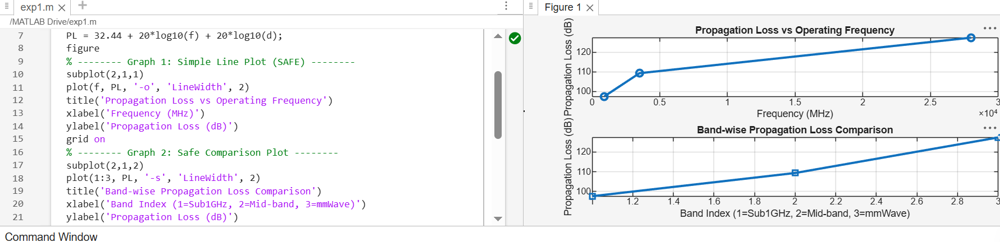 exp1.m
/MATLAB Drive/exp1.m
7 PL = 32.44 + 20*log10(f) + 20*log10(d);
8 figure
9 % -------- Graph 1: Simple Line Plot (SAFE) --------
10 subplot(2,1,1)
11 plot(f, PL, '-o', 'LineWidth', 2)
12 title('Propagation Loss vs Operating Frequency')
13 xlabel('Frequency (MHz)')
14 ylabel('Propagation Loss (dB)')
15 grid on
16 % -------- Graph 2: Safe Comparison Plot --------
17 subplot(2,1,2)
18 plot(1:3, PL, '-s', 'LineWidth', 2)
19 title('Band-wise Propagation Loss Comparison')
20 xlabel('Band Index (1=Sub1GHz, 2=Mid-band, 3=mmWave)')
21 ylabel('Propagation Loss (dB)')
Command Window
Figure 1
Propagation Loss vs Operating Frequency
Propagation Loss (dB)
120
110
100
0 0.5 1 1.5 2 2.5 3
×10⁴
Frequency (MHz)
Band-wise Propagation Loss Comparison
Propagation Loss (dB)
120
110
100
1 1.2 1.4 1.6 1.8 2 2.2 2.4 2.6 2.8 3
Band Index (1=Sub1GHz, 2=Mid-band, 3=mmWave)